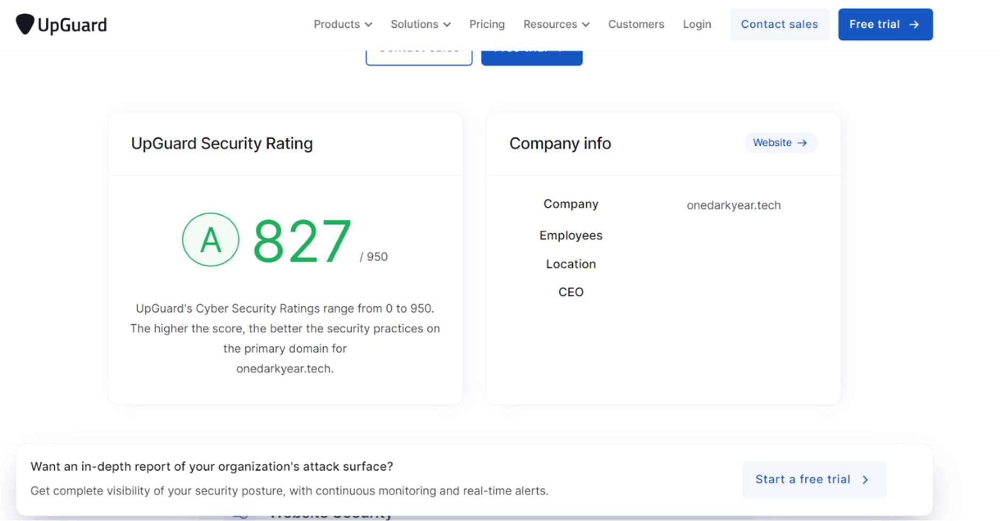 UpGuard
Products Solutions Pricing Resources Customers Login Contact sales Free trial →
UpGuard Security Rating
A 827 / 950
UpGuard's Cyber Security Ratings range from 0 to 950.
The higher the score, the better the security practices on
the primary domain for
onedarkyear.tech.
Company info
Website →
Company onedarkyear.tech
Employees
Location
CEO
Want an in-depth report of your organization's attack surface?
Get complete visibility of your security posture, with continuous monitoring and real-time alerts.
Start a free trial
Website Security